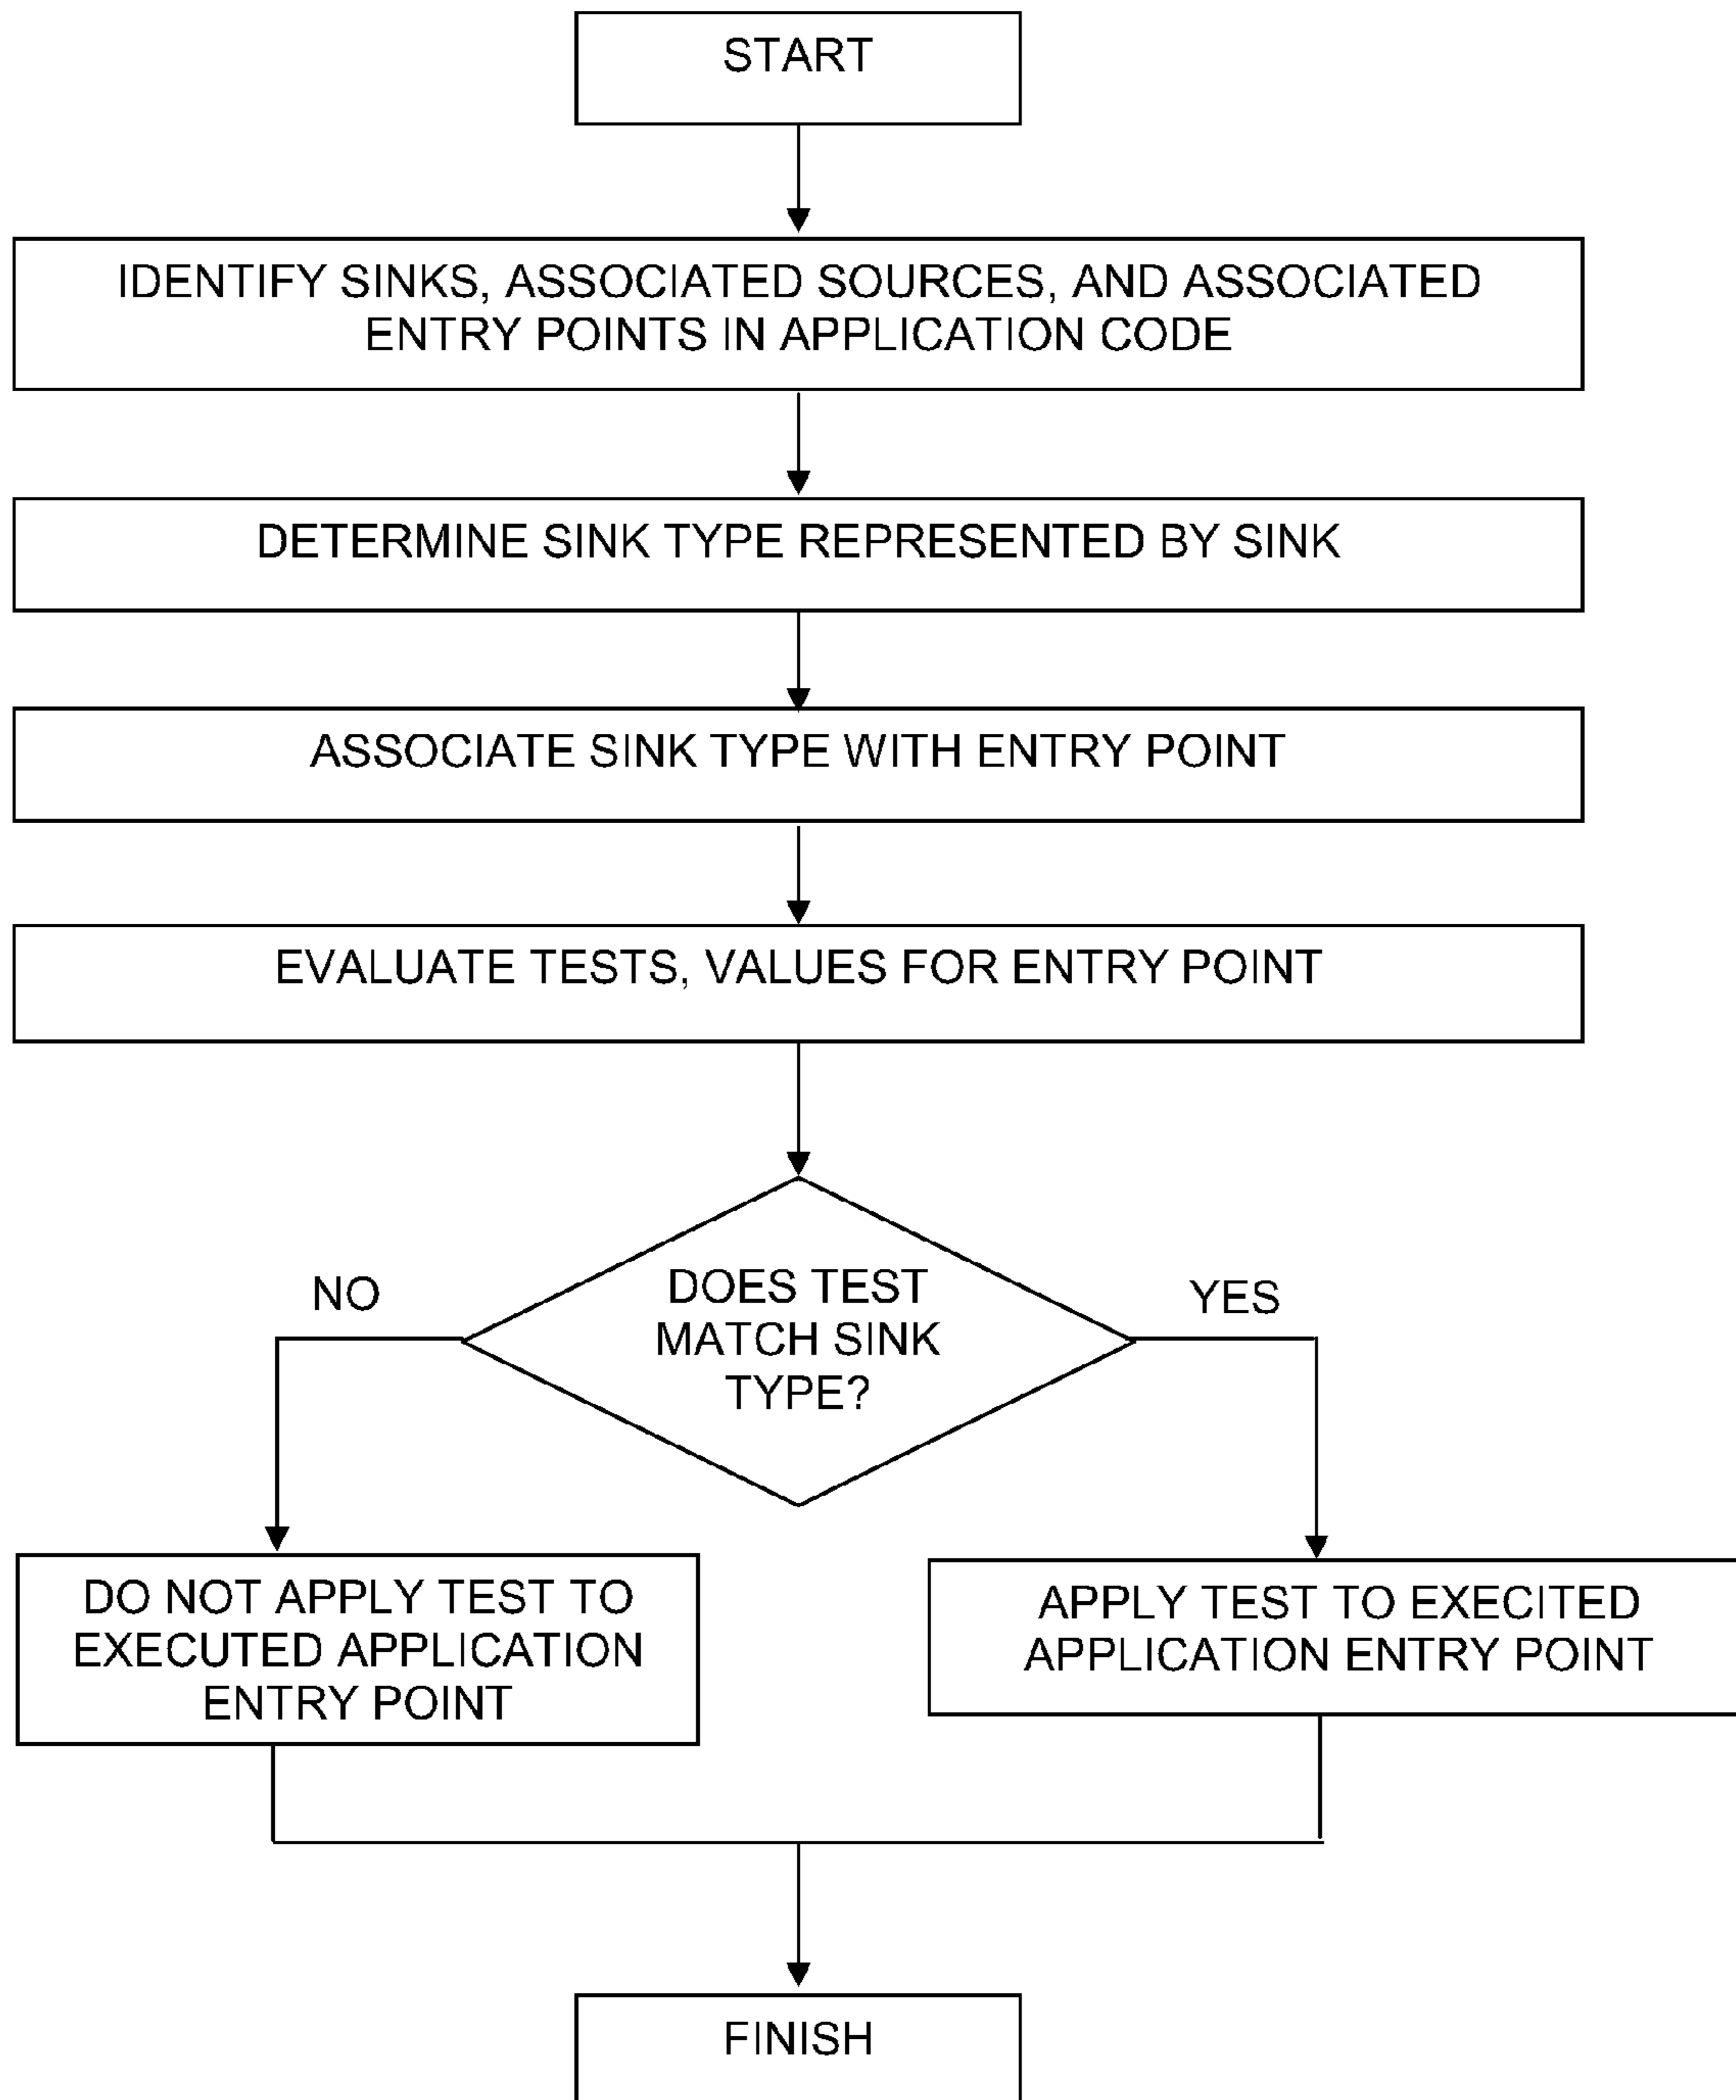 START
IDENTIFY SINKS, ASSOCIATED SOURCES, AND ASSOCIATED
ENTRY POINTS IN APPLICATION CODE
DETERMINE SINK TYPE REPRESENTED BY SINK
ASSOCIATE SINK TYPE WITH ENTRY POINT
EVALUATE TESTS, VALUES FOR ENTRY POINT
DOES TEST
MATCH SINK
TYPE?
NO
YES
DO NOT APPLY TEST TO
EXECUTED APPLICATION
ENTRY POINT
APPLY TEST TO EXECITED
APPLICATION ENTRY POINT
FINISH